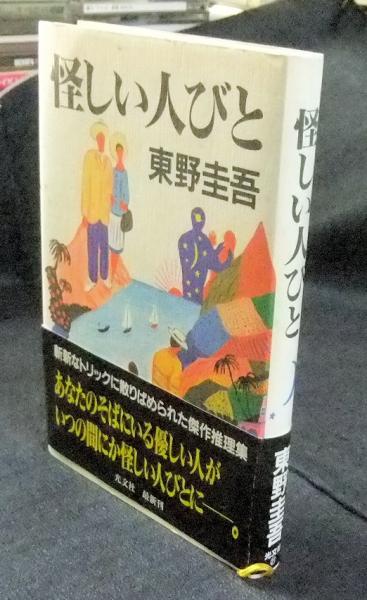 怪しい人びと
東野圭吾
斬新なトリックに散りばめられた傑作推理集
あなたのそばにいる優しい人が
いつの間にか怪しい人びとに——。
光文社 最新刊
怪しい人びと
東野圭吾
光文社